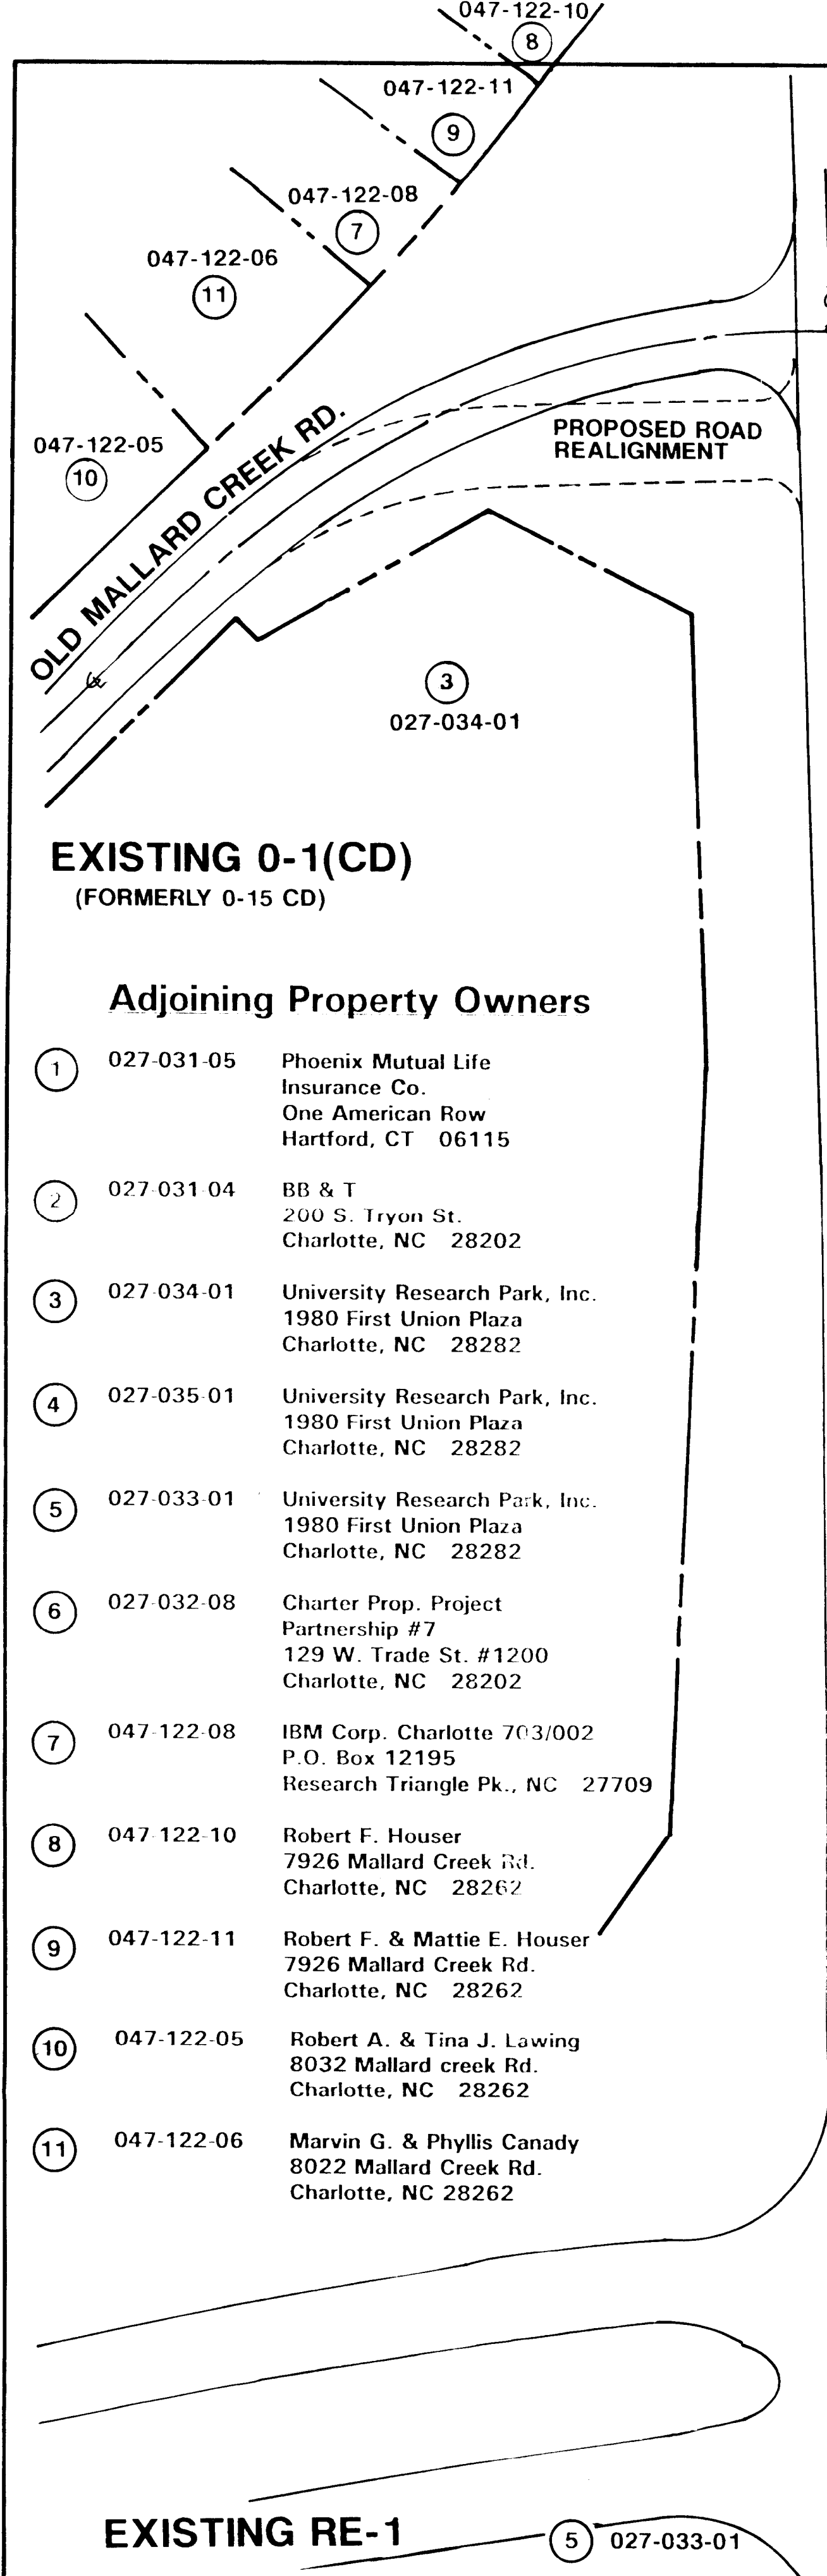 047-122-10
8
047-122-11
9
047-122-08
7
047-122-06
11
047-122-05
10
OLD MALLARD CREEK RD.
PROPOSED ROAD
REALIGNMENT
3
027-034-01
EXISTING 0-1(CD)
(FORMERLY 0-15 CD)
Adjoining Property Owners
1 027-031-05 Phoenix Mutual Life
Insurance Co.
One American Row
Hartford, CT 06115
2 027-031-04 BB & T
200 S. Tryon St.
Charlotte, NC 28202
3 027-034-01 University Research Park, Inc.
1980 First Union Plaza
Charlotte, NC 28282
4 027-035-01 University Research Park, Inc.
1980 First Union Plaza
Charlotte, NC 28282
5 027-033-01 University Research Park, Inc.
1980 First Union Plaza
Charlotte, NC 28282
6 027-032-08 Charter Prop. Project
Partnership #7
129 W. Trade St. #1200
Charlotte, NC 28202
7 047-122-08 IBM Corp. Charlotte 703/002
P.O. Box 12195
Research Triangle Pk., NC 27709
8 047-122-10 Robert F. Houser
7926 Mallard Creek Rd.
Charlotte, NC 28262
9 047-122-11 Robert F. & Mattie E. Houser
7926 Mallard Creek Rd.
Charlotte, NC 28262
10 047-122-05 Robert A. & Tina J. Lawing
8032 Mallard creek Rd.
Charlotte, NC 28262
11 047-122-06 Marvin G. & Phyllis Canady
8022 Mallard Creek Rd.
Charlotte, NC 28262
EXISTING RE-1
5 027-033-01